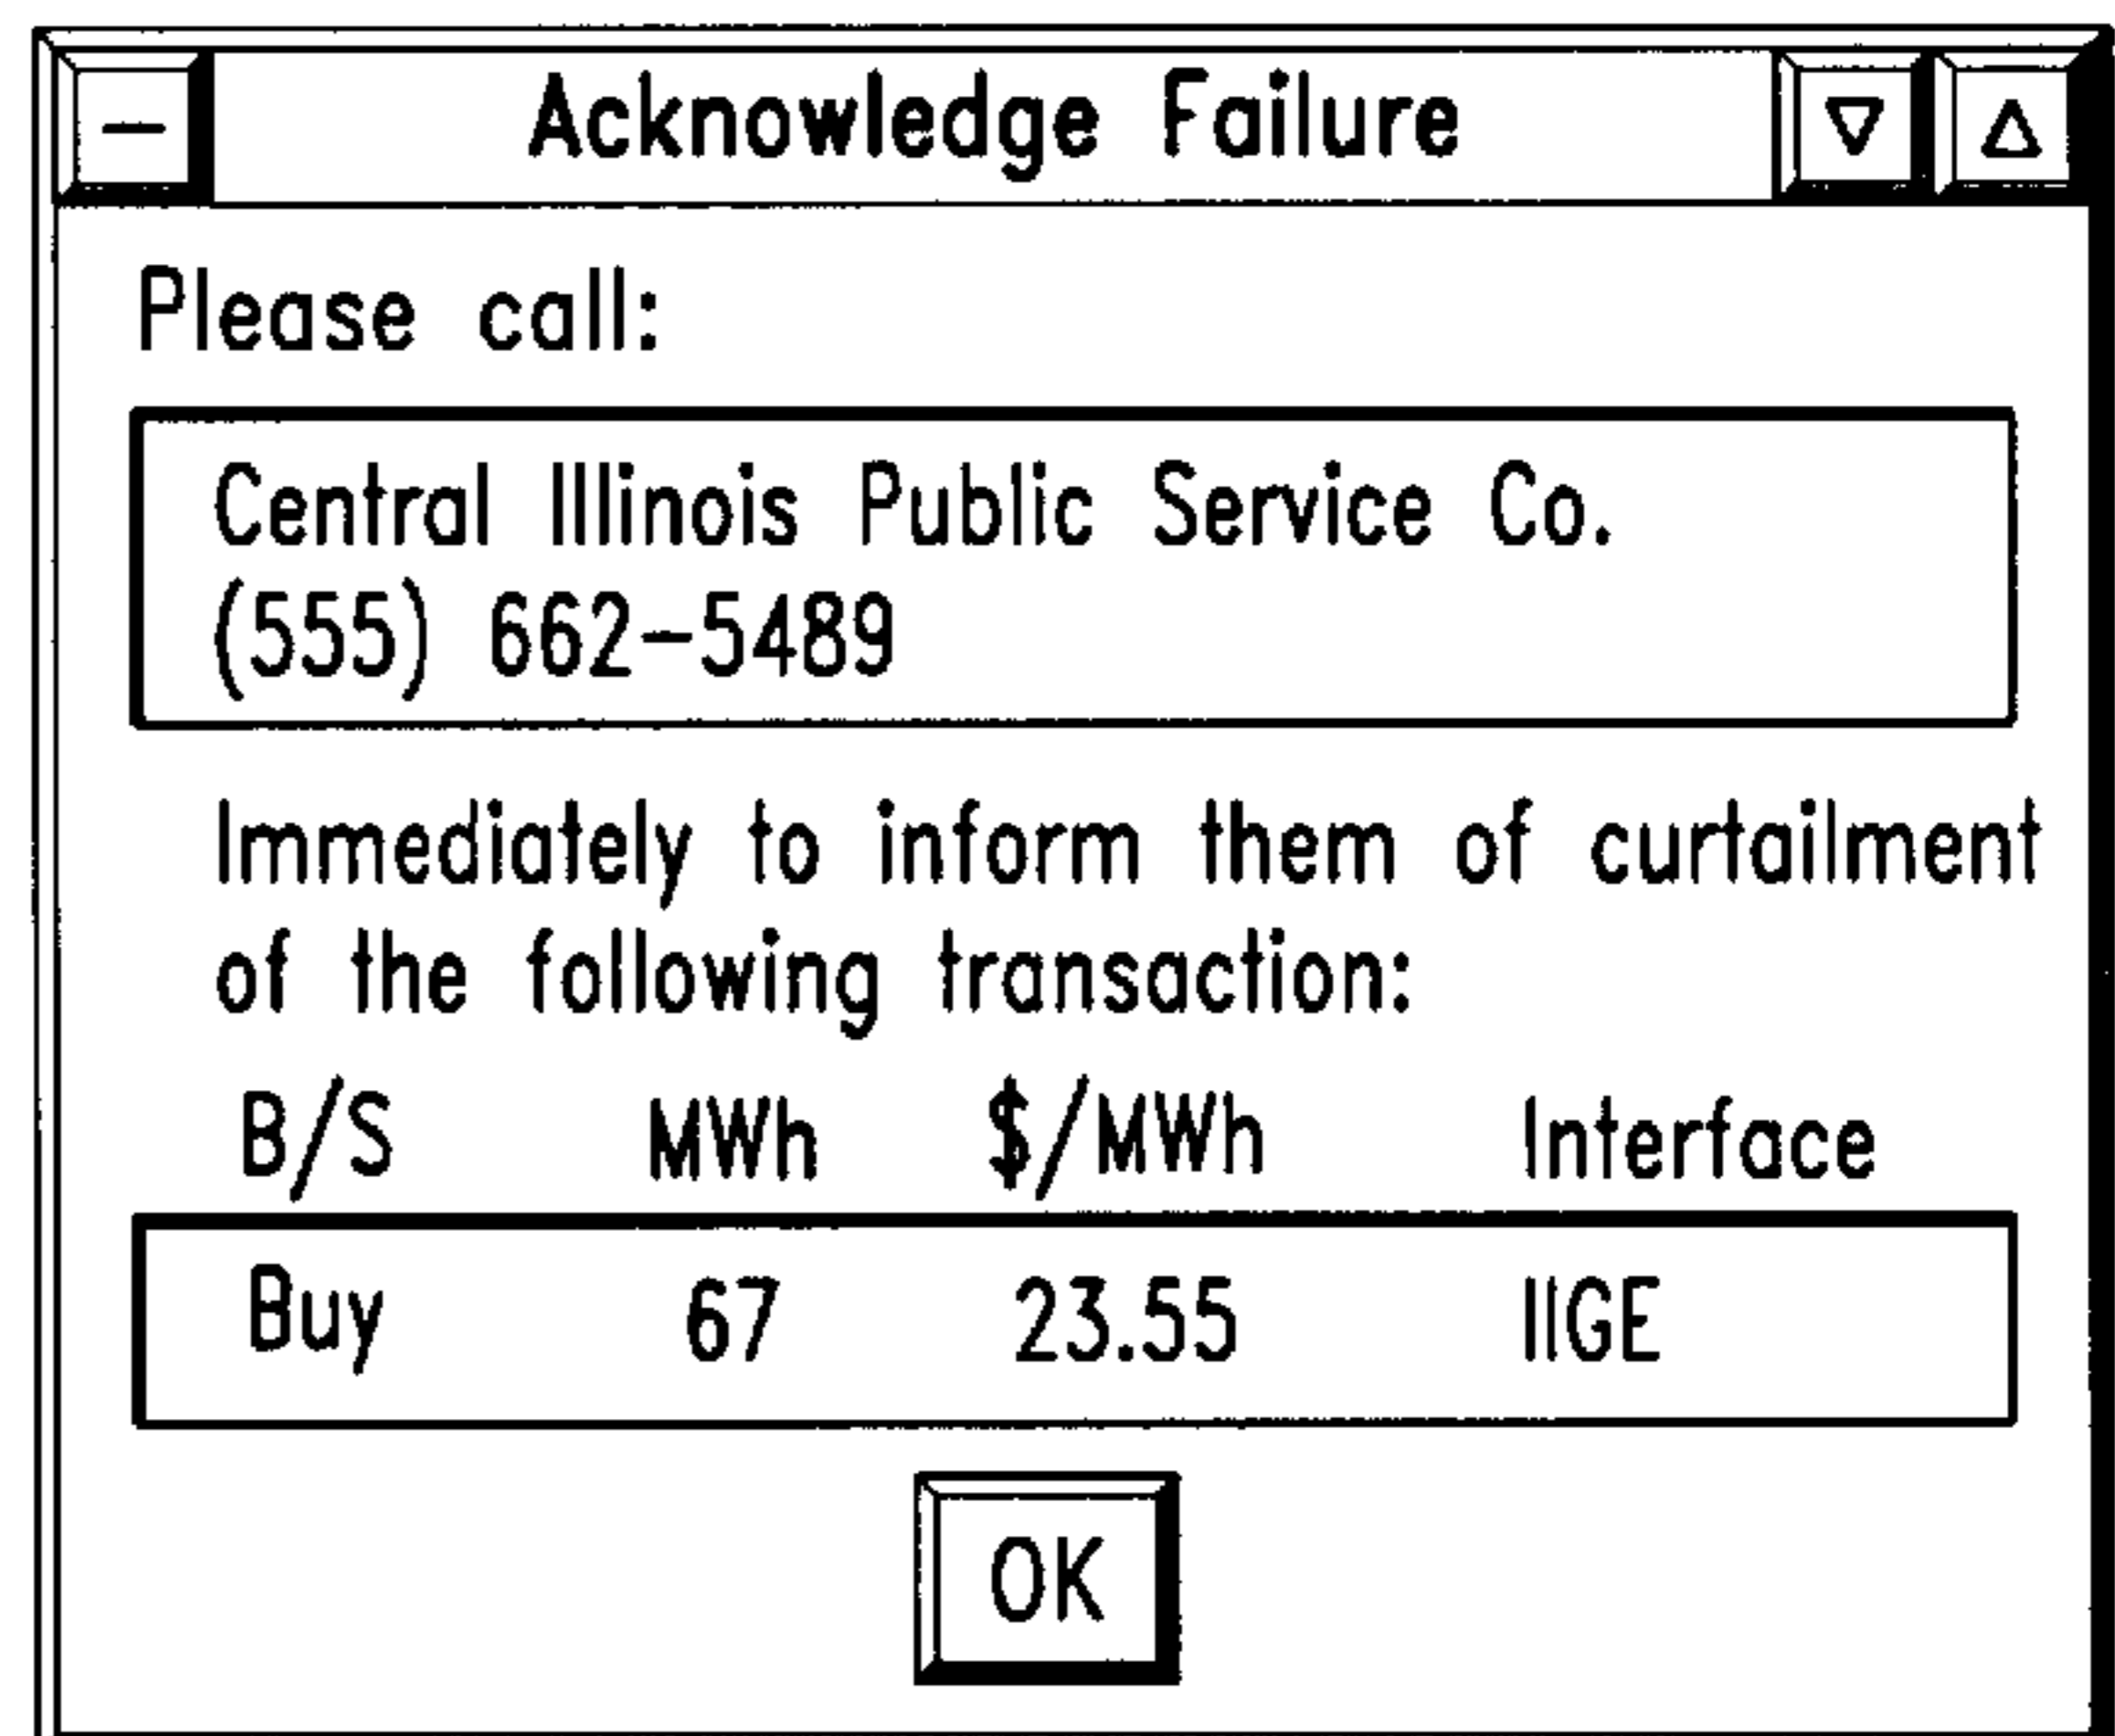 Acknowledge Failure
Please call:
Central Illinois Public Service Co.
(555) 662-5489
Immediately to inform them of curtailment
of the following transaction:
B/S MWh $/MWh Interface
Buy 67 23.55 IIGE
OK